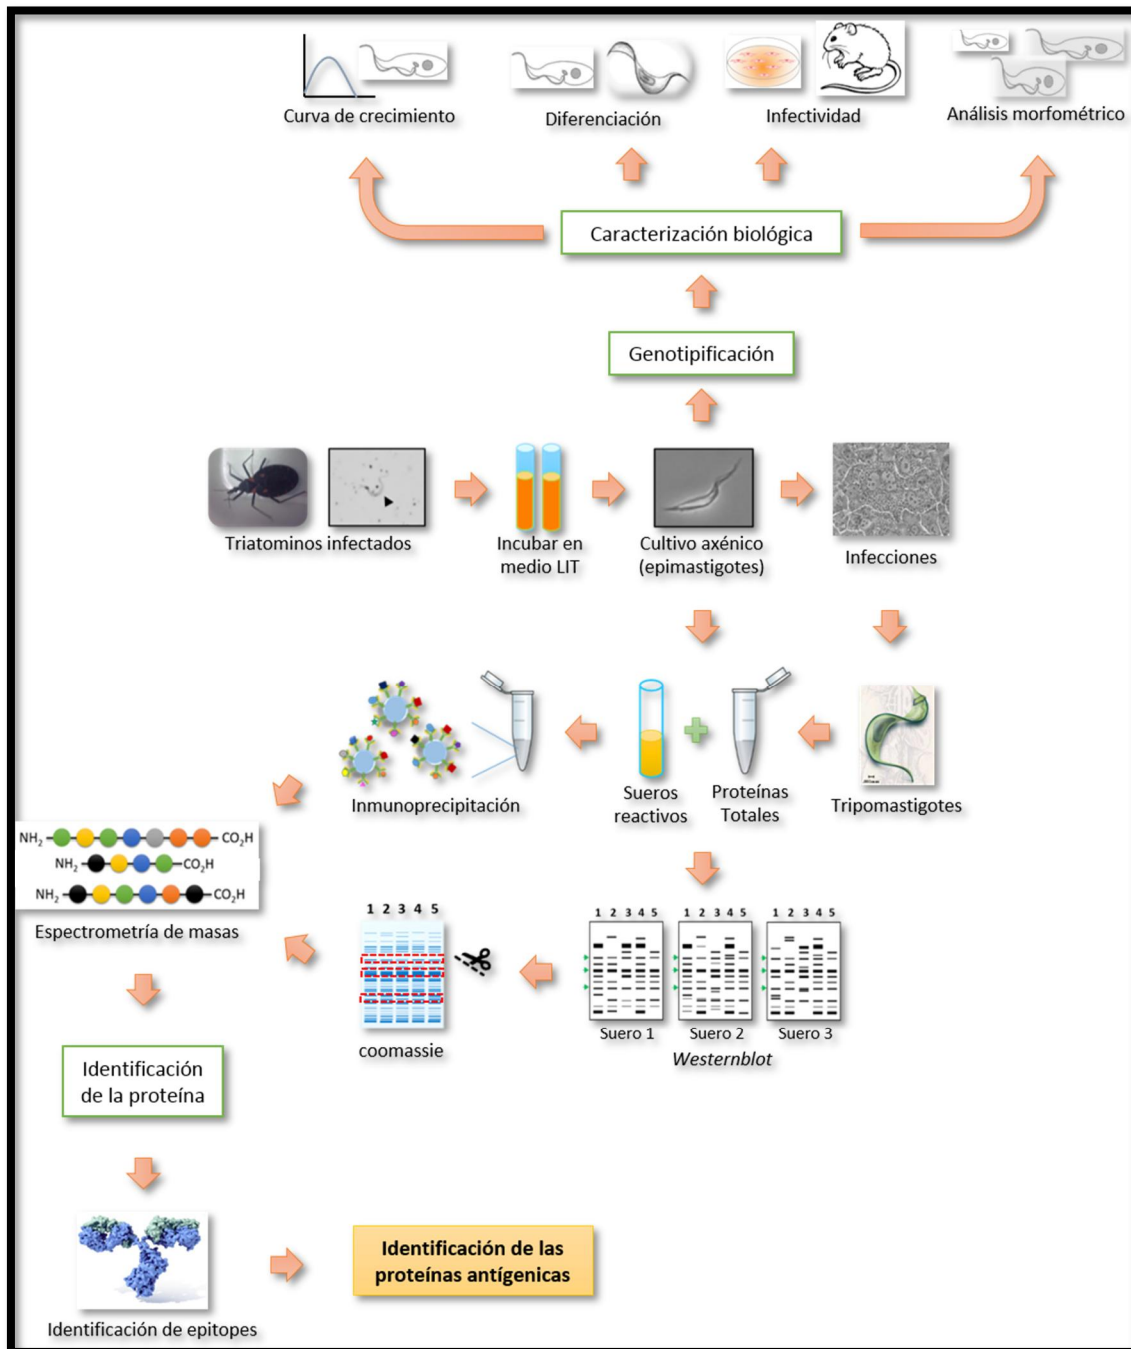 Curva de crecimiento
Diferenciación
Infectividad
Análisis morfométrico
Caracterización biológica
Genotipificación
Triatominos infectados
Incubar en
medio LIT
Cultivo axénico
(epimastigotes)
Infecciones
Inmunoprecipitación
Sueros
reactivos
Proteínas
Totales
Tripomastigotes
NH2 CO2H
NH2 CO2H
NH2 CO2H
Espectrometría de masas
1 2 3 4 5
coomassie
1 2 3 4 5
1 2 3 4 5
1 2 3 4 5
Suero 1
Suero 2
Suero 3
Westernblot
Identificación
de la proteína
Identificación de epitopes
Identificación de las
proteínas antígenicas